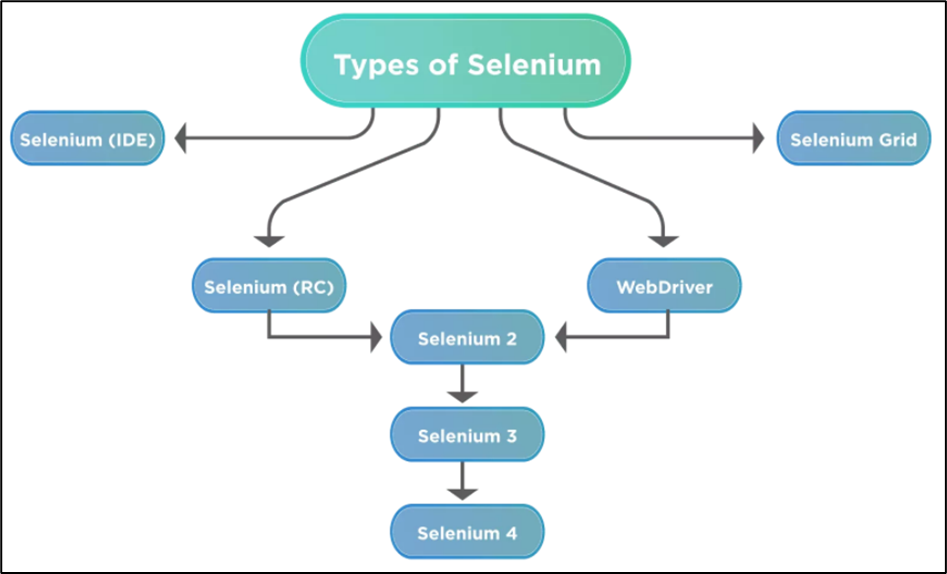 Types of Selenium
Selenium (IDE)
Selenium Grid
Selenium (RC)
WebDriver
Selenium 2
Selenium 3
Selenium 4